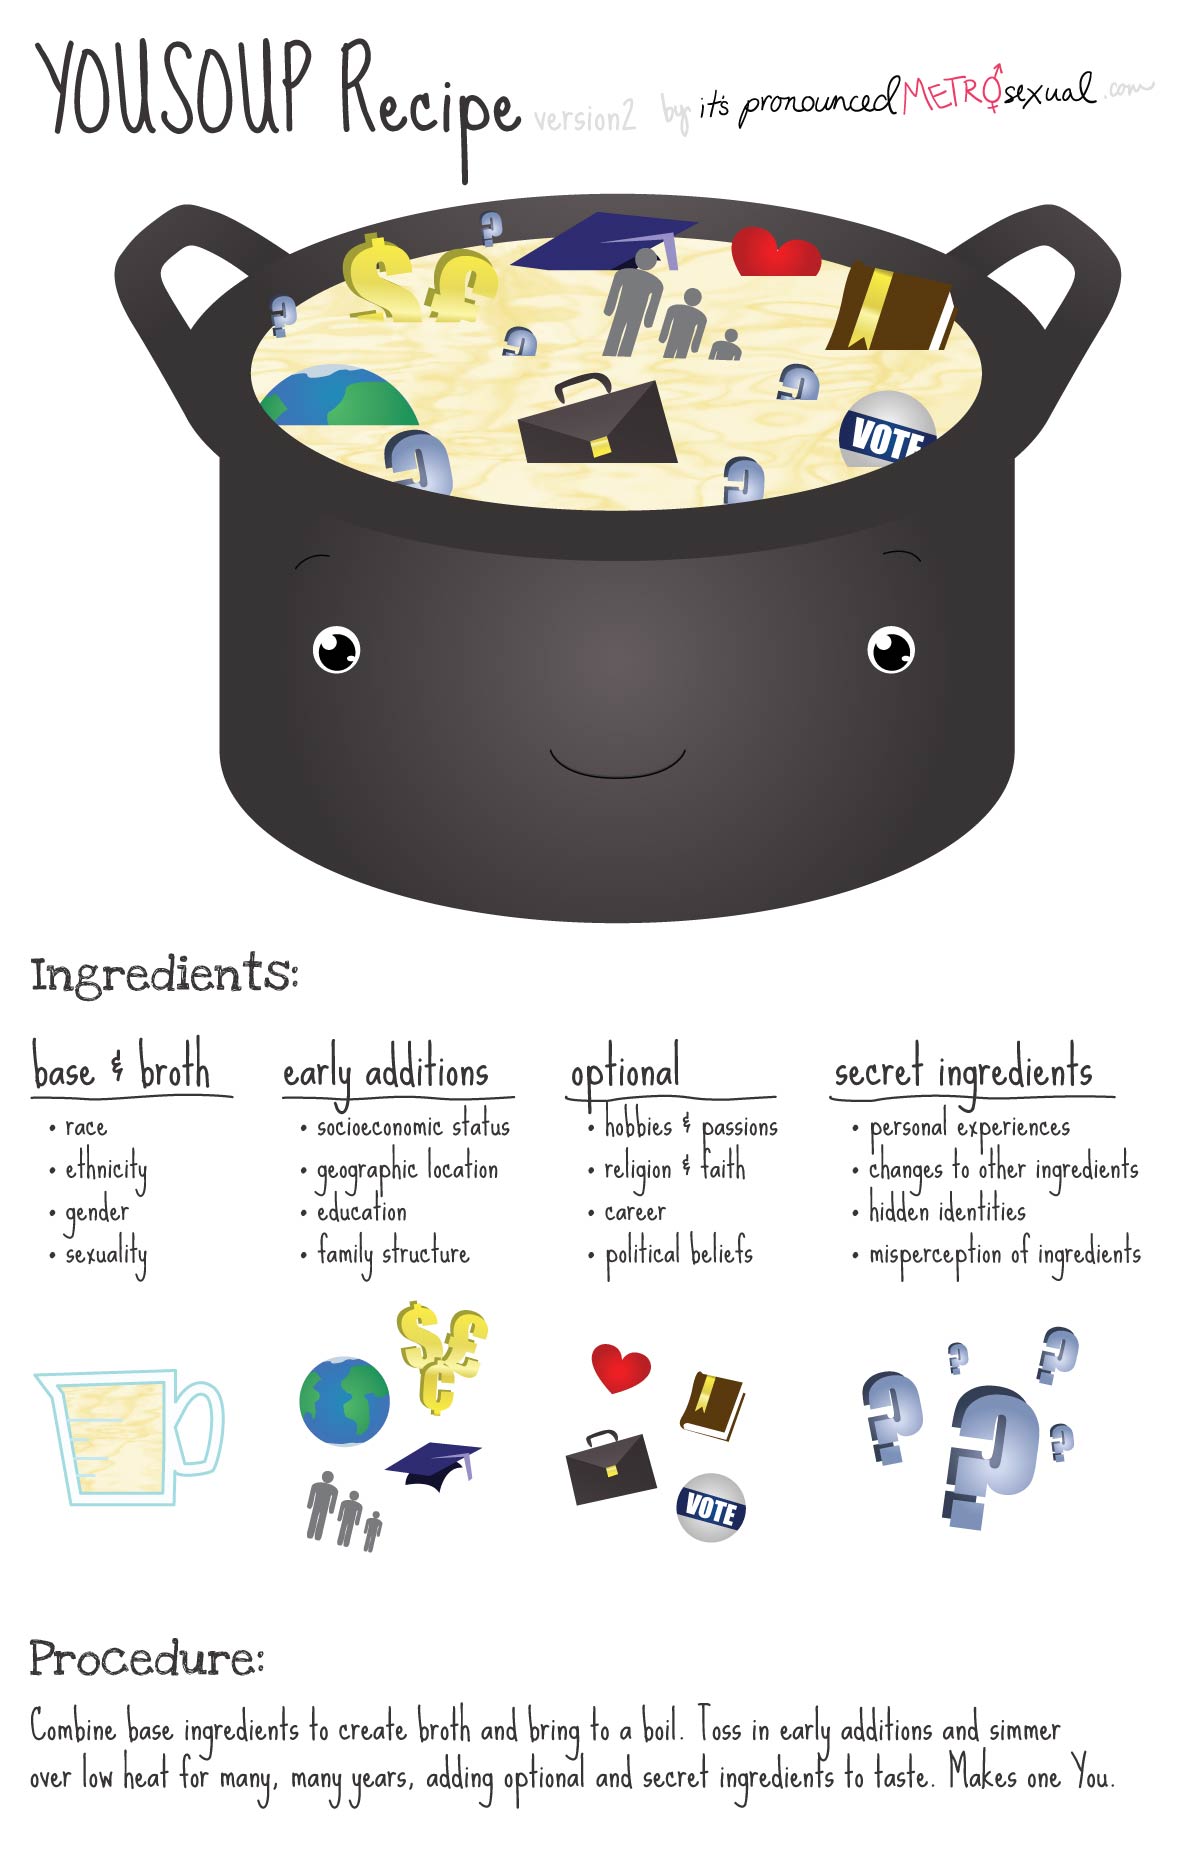 YOUSOUP Recipe version2 by it's pronounced METROsexual.com
VOTE
Ingredients:
base & broth
• race
• ethnicity
• gender
• sexuality
early additions
• socioeconomic status
• geographic location
• education
• family structure
optional
• hobbies & passions
• religion & faith
• career
• political beliefs
secret ingredients
• personal experiences
• changes to other ingredients
• hidden identities
• misperception of ingredients
VOTE
Procedure:
Combine base ingredients to create broth and bring to a boil. Toss in early additions and simmer
over low heat for many, many years, adding optional and secret ingredients to taste. Makes one You.